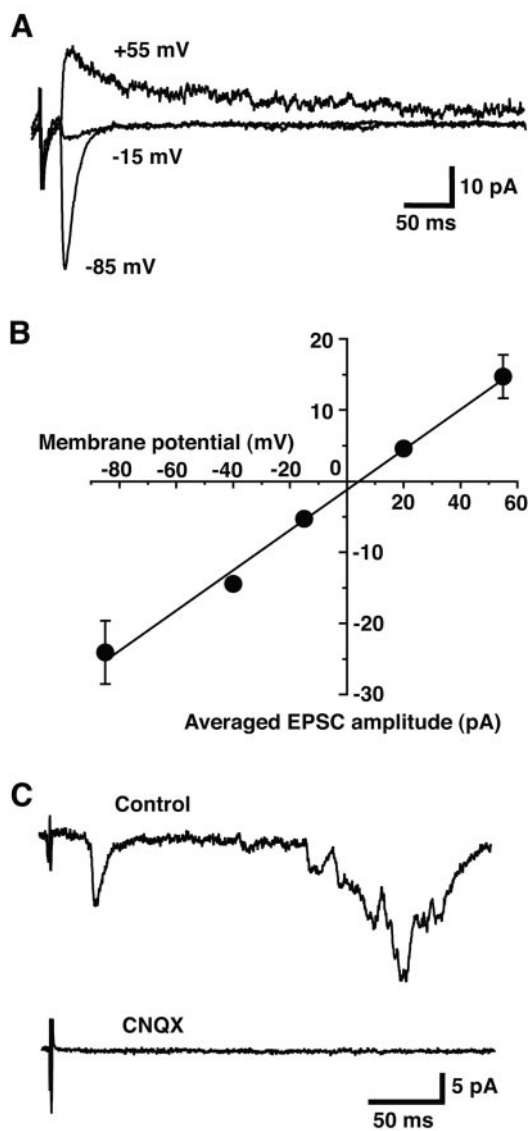 A
+55 mV
-15 mV
10 pA
50 ms
-85 mV
B
20
10
Membrane potential (mV)
-80 -60 -40 -20 0
20 40 60
-10
-20
-30
Averaged EPSC amplitude (pA)
C
Control
CNQX
5 pA
50 ms